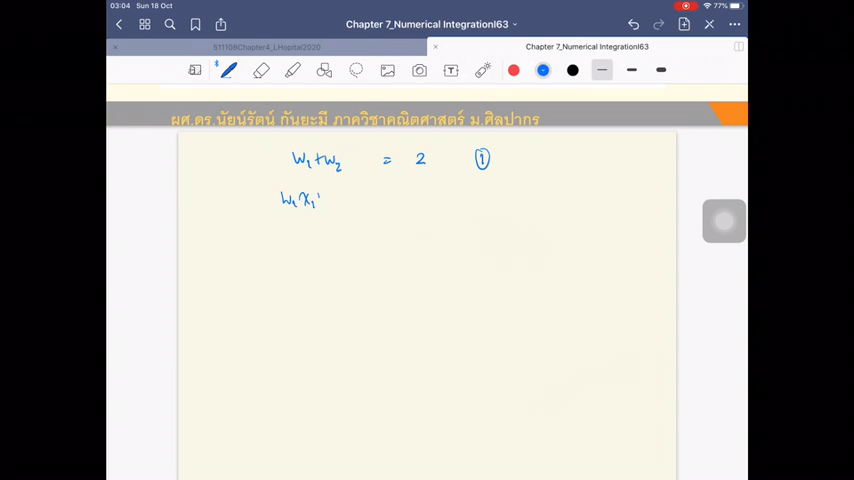 03:04 Sun 18 Oct
77%
Chapter 7_Numerical IntegrationI63
511108Chapter4_LHopital2020
Chapter 7_Numerical IntegrationI63
ผศ.ดร.นัยน์รัตน์ กันยะมี ภาควิชาคณิตศาสตร์ ม.ศิลปากร
w₁+w₂ = 2 ①
w₁x₁